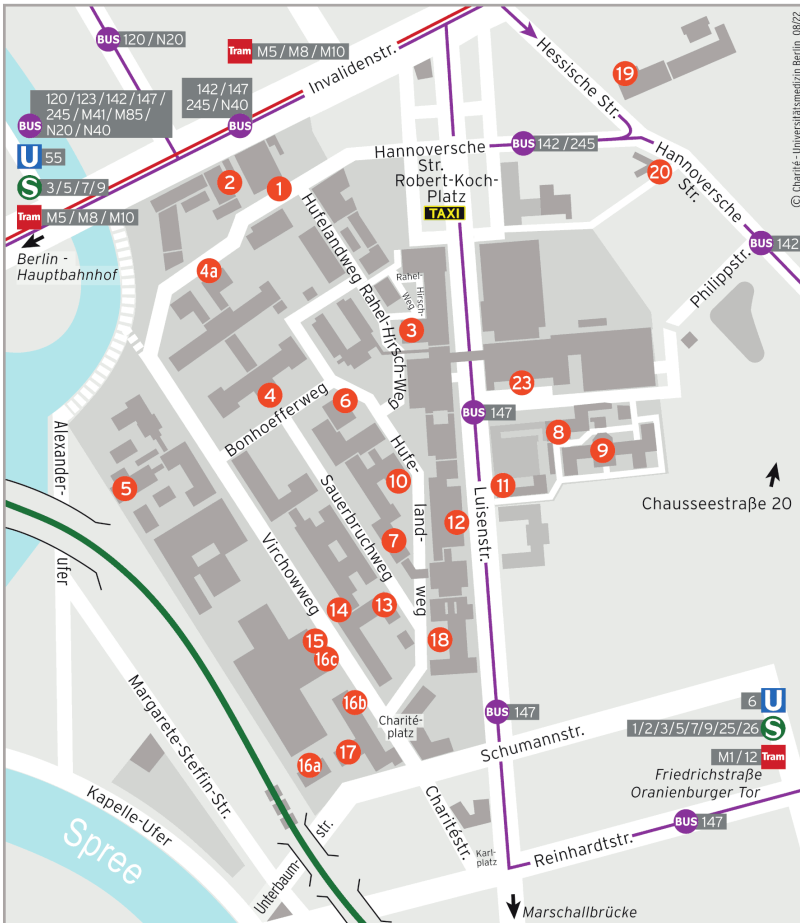 BUS 120 / N20
Tram M5 / M8 / M10
Invalidenstr.
Hessische Str.
19
© Charité - Universitätsmedizin Berlin 08/22
120 / 123 / 142 / 147 /
245 / M41 / M85 /
BUS N20 / N40
142 / 147
245 / N40
BUS
U 55
S 3/5/7/9
Tram M5 / M8 / M10
Berlin -
Hauptbahnhof
Hannoversche
Str.
BUS 142 / 245
Hannoversche
Str.
20
Robert-Koch-
Platz
TAXI
BUS 142
Philippstr.
2
1
4a
Hufelandweg
Rahel-Hirsch-Weg
Rahel-
Hirsch-
Weg
3
23
BUS 147
4
6
Bonhoefferweg
Hufe-
land-
weg
8
9
10
11
12
5
Alexander-
ufer
Sauerbruchweg
Virchowweg
Luisenstr.
Chausseestraße 20
7
13
14
15
16c
18
16b
Charité-
platz
17
16a
BUS 147
Schumannstr.
6 U
1/2/3/5/7/9/25/26 S
M1 / 12 Tram
Friedrichstraße
Oranienburger Tor
Margarete-Steffin-Str.
Kapelle-Ufer
Spree
Unterbaum-
str.
Charitéstr.
Karl-
platz
Reinhardtstr.
BUS 147
Marschallbrücke